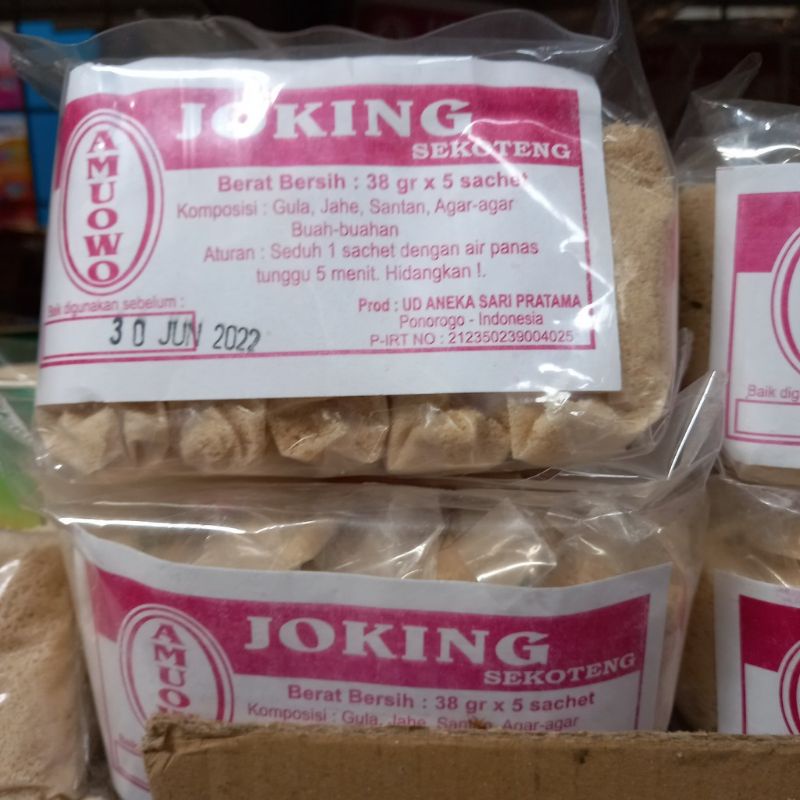 JOKING
SEKOTENG
AMUOWO
Berat Bersih : 38 gr x 5 sachet
Komposisi : Gula, Jahe, Santan, Agar-agar
Buah-buahan
Aturan : Seduh 1 sachet dengan air panas
tunggu 5 menit. Hidangkan !.
Baik digunakan sebelum :
30 JUN 2022
Prod : UD ANEKA SARI PRATAMA
Ponorogo - Indonesia
P-IRT NO : 212350239004025
Baik dig
JOKING
SEKOTENG
AMUO
Berat Bersih : 38 gr x 5 sachet
Komposisi : Gula, Jahe, Santan, Agar-agar